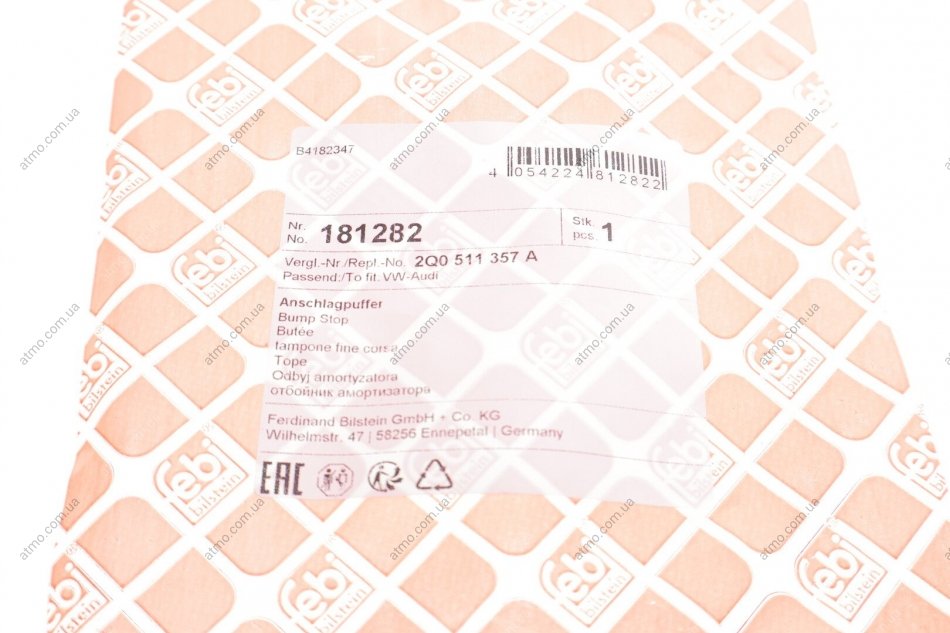 B4182347
4 054224 812822
Nr.
No. 181282
Stk.
pcs. 1
Vergl.-Nr./Repl.-No. 2Q0 511 357 A
Passend:/To fit: VW-Audi
Anschlagpuffer
Bump Stop
Butée
tampone fine corsa
Tope
Odbyj amortyzatora
отбойник амортизатора
Ferdinand Bilstein GmbH + Co. KG
Wilhelmstr. 47 | 58256 Ennepetal | Germany
EAC
febi
bilstein
atmo.com.ua